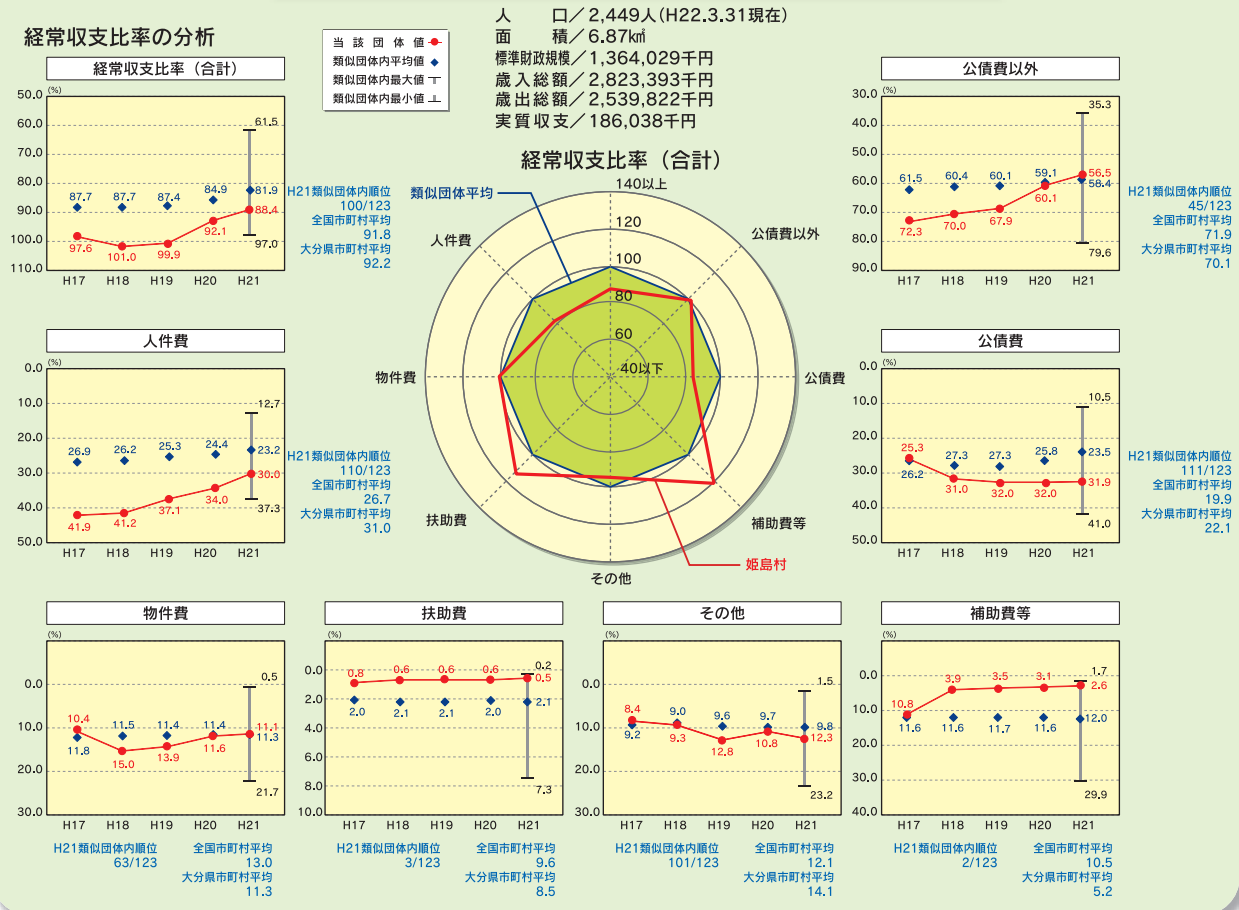 経常収支比率の分析
当該団体値
類似団体内平均値
類似団体内最大値
類似団体内最小値
人　　口／2,449人(H22.3.31現在)
面　　積／6.87㎢
標準財政規模／1,364,029千円
歳入総額／2,823,393千円
歳出総額／2,539,822千円
実質収支／186,038千円
経常収支比率（合計）
(%)
50.0
60.0
70.0
80.0
90.0
100.0
110.0
87.7 87.7 87.4 84.9 81.9
97.6 101.0 99.9 92.1 88.4
61.5
97.0
H17 H18 H19 H20 H21
H21類似団体内順位
100/123
全国市町村平均
91.8
大分県市町村平均
92.2
経常収支比率（合計）
類似団体平均
140以上
120
100
80
60
40以下
人件費
公債費以外
物件費
公債費
扶助費
補助費等
その他
姫島村
公債費以外
(%)
30.0
40.0
50.0
60.0
70.0
80.0
90.0
61.5 60.4 60.1 59.1 58.4
72.3 70.0 67.9 60.1 56.5
35.3
79.6
H17 H18 H19 H20 H21
H21類似団体内順位
45/123
全国市町村平均
71.9
大分県市町村平均
70.1
人件費
(%)
0.0
10.0
20.0
30.0
40.0
50.0
26.9 26.2 25.3 24.4 23.2
41.9 41.2 37.1 34.0 30.0
12.7
37.3
H17 H18 H19 H20 H21
H21類似団体内順位
110/123
全国市町村平均
26.7
大分県市町村平均
31.0
公債費
(%)
0.0
10.0
20.0
30.0
40.0
50.0
25.3 31.0 32.0 32.0 31.9
26.2 27.3 27.3 25.8 23.5
10.5
41.0
H17 H18 H19 H20 H21
H21類似団体内順位
111/123
全国市町村平均
19.9
大分県市町村平均
22.1
物件費
(%)
0.0
10.0
20.0
30.0
10.4 15.0 13.9 11.6 11.1
11.8 11.5 11.4 11.4 11.3
0.5
21.7
H17 H18 H19 H20 H21
H21類似団体内順位
63/123
全国市町村平均
13.0
大分県市町村平均
11.3
扶助費
(%)
0.0
2.0
4.0
6.0
8.0
10.0
0.8 0.6 0.6 0.6 0.5
2.0 2.1 2.1 2.0 2.1
0.2
7.3
H17 H18 H19 H20 H21
H21類似団体内順位
3/123
全国市町村平均
9.6
大分県市町村平均
8.5
その他
(%)
0.0
10.0
20.0
30.0
8.4 9.3 12.8 10.8 12.3
9.2 9.0 9.6 9.7 9.8
1.5
23.2
H17 H18 H19 H20 H21
H21類似団体内順位
101/123
全国市町村平均
12.1
大分県市町村平均
14.1
補助費等
(%)
0.0
10.0
20.0
30.0
40.0
10.8 3.9 3.5 3.1 2.6
11.6 11.6 11.7 11.6 12.0
1.7
29.9
H17 H18 H19 H20 H21
H21類似団体内順位
2/123
全国市町村平均
10.5
大分県市町村平均
5.2